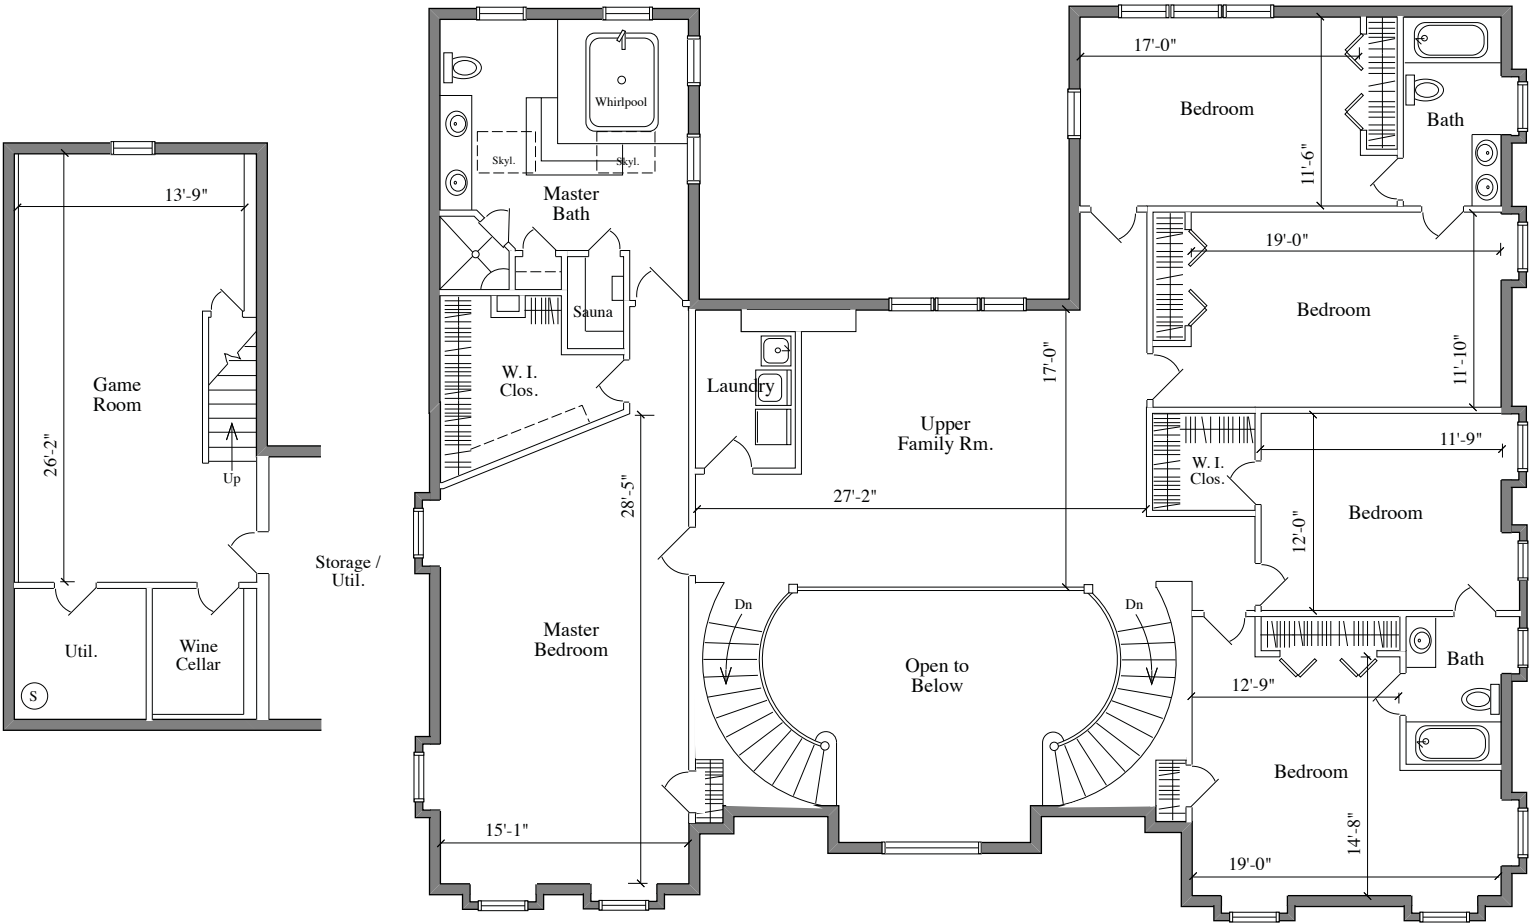 13'-9"
Game
Room
26'-2"
Up
Storage /
Util.
Util.
Wine
Cellar
S
Whirlpool
Skyl.
Skyl.
Master
Bath
Sauna
W. I.
Clos.
Laundry
28'-5"
Master
Bedroom
15'-1"
Upper
Family Rm.
17'-0"
27'-2"
Dn
Dn
Open to
Below
17'-0"
Bedroom
11'-6"
Bath
19'-0"
Bedroom
11'-10"
11'-9"
W. I.
Clos.
Bedroom
12'-0"
Bath
12'-9"
Bedroom
14'-8"
19'-0"